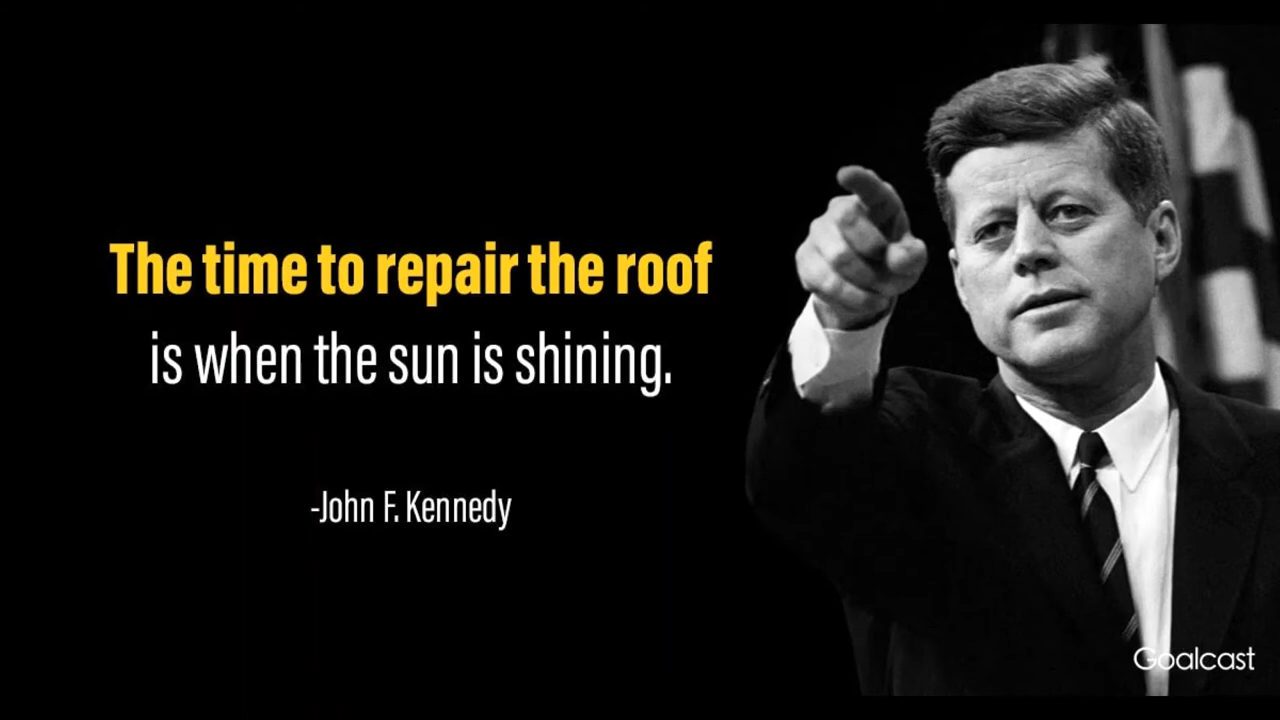 The time to repair the roof
is when the sun is shining.
-John F. Kennedy
Goalcast